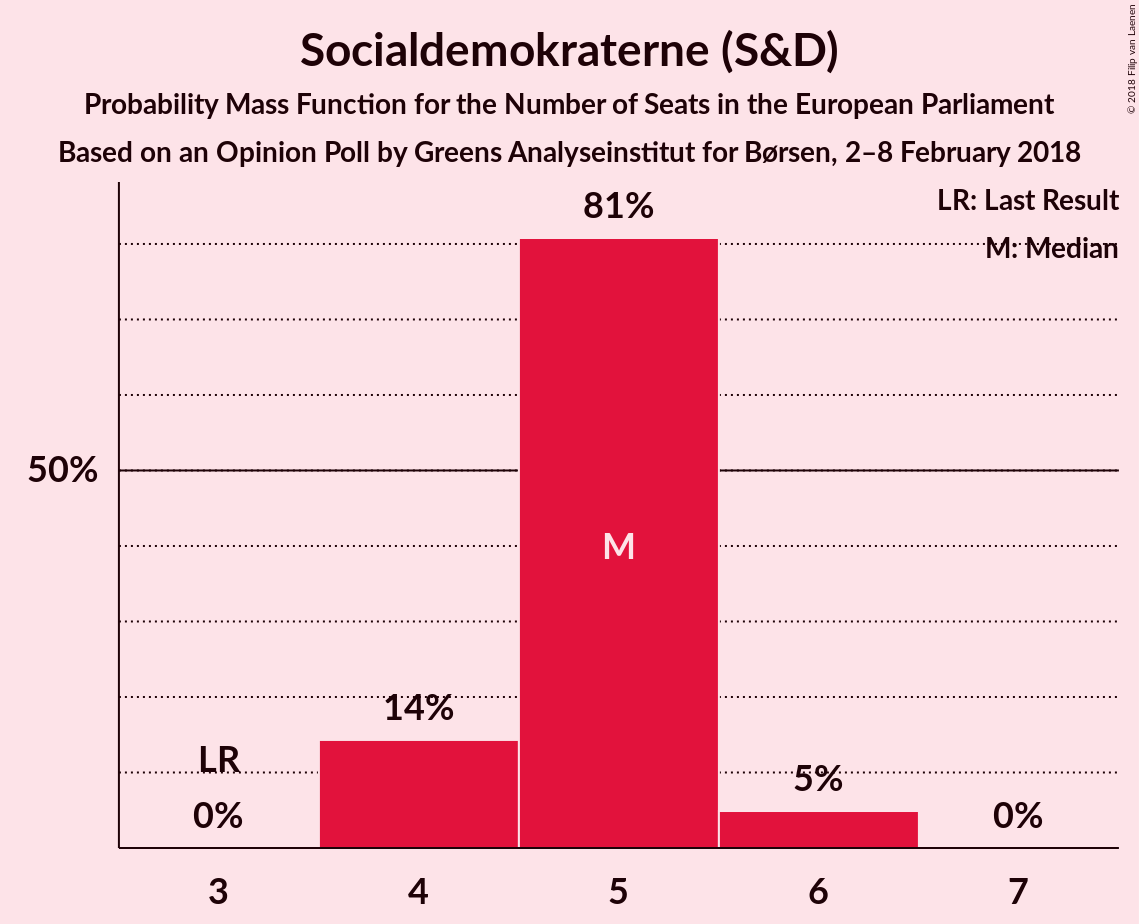 Socialdemokraterne (S&D)
Probability Mass Function for the Number of Seats in the European Parliament
Based on an Opinion Poll by Greens Analyseinstitut for Børsen, 2–8 February 2018
© 2018 Filip van Laenen
LR: Last Result
M: Median
81%
50%
M
14%
LR
5%
0%
0%
3 4 5 6 7